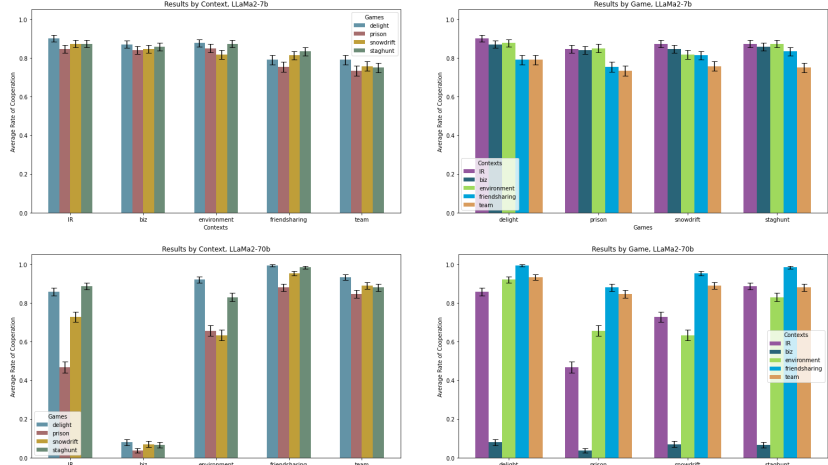 Results by Context, LLaMa2-7b
Average Rate of Cooperation
1.0
0.8
0.6
0.4
0.2
0.0
Games
delight
prison
snowdrift
staghunt
IR
biz
environment
friendsharing
team
Contexts
Results by Game, LLaMa2-7b
Average Rate of Cooperation
1.0
0.8
0.6
0.4
0.2
0.0
Contexts
IR
biz
environment
friendsharing
team
delight
prison
snowdrift
staghunt
Games
Results by Context, LLaMa2-70b
Average Rate of Cooperation
1.0
0.8
0.6
0.4
0.2
0.0
Games
delight
prison
snowdrift
staghunt
IR
biz
environment
friendsharing
team
Results by Game, LLaMa2-70b
Average Rate of Cooperation
1.0
0.8
0.6
0.4
0.2
0.0
Contexts
IR
biz
environment
friendsharing
team
delight
prison
snowdrift
staghunt